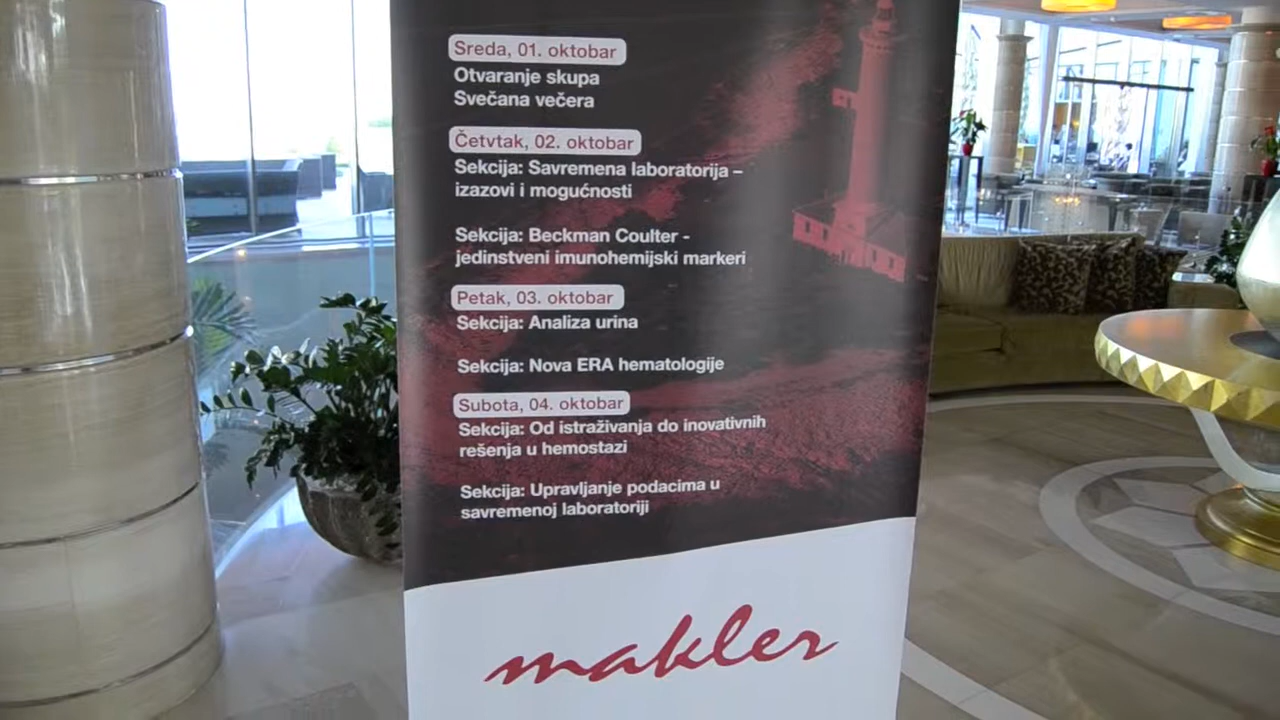 Sreda, 01. oktobar
Otvaranje skupa
Svečana večera
Četvtak, 02. oktobar
Sekcija: Savremena laboratorija –
izazovi i mogućnosti
Sekcija: Beckman Coulter -
jedinstveni imunohemijski markeri
Petak, 03. oktobar
Sekcija: Analiza urina
Sekcija: Nova ERA hematologije
Subota, 04. oktobar
Sekcija: Od istraživanja do inovativnih
rešenja u hemostazi
Sekcija: Upravljanje podacima u
savremenoj laboratoriji
makler